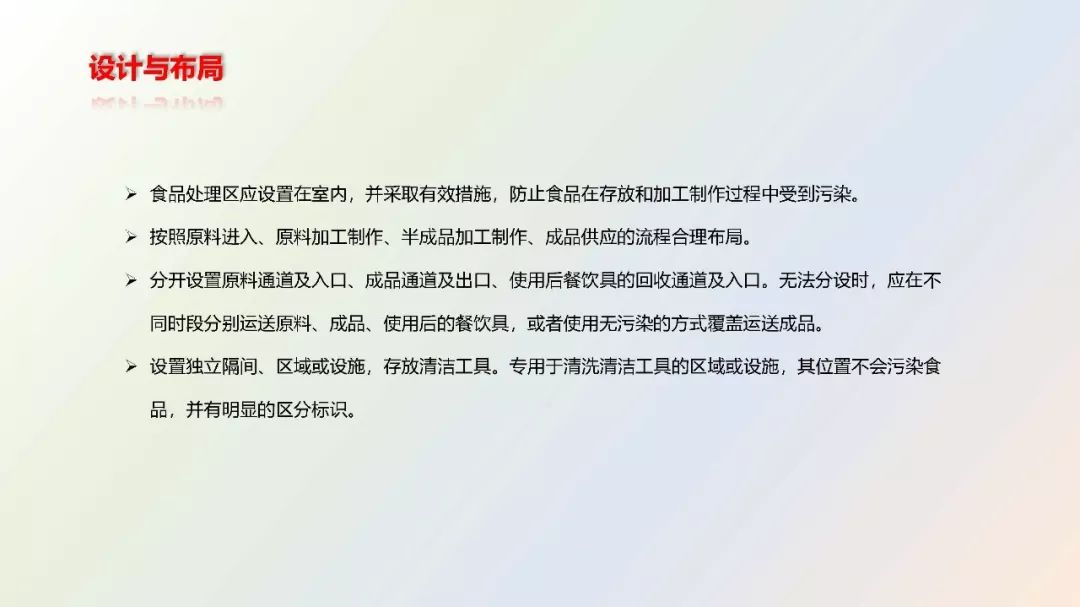 设计与布局
➢ 食品处理区应设置在室内，并采取有效措施，防止食品在存放和加工制作过程中受到污染。
➢ 按照原料进入、原料加工制作、半成品加工制作、成品供应的流程合理布局。
➢ 分开设置原料通道及入口、成品通道及出口、使用后餐饮具的回收通道及入口。无法分设时，应在不
同时段分别运送原料、成品、使用后的餐饮具，或者使用无污染的方式覆盖运送成品。
➢ 设置独立隔间、区域或设施，存放清洁工具。专用于清洗清洁工具的区域或设施，其位置不会污染食
品，并有明显的区分标识。